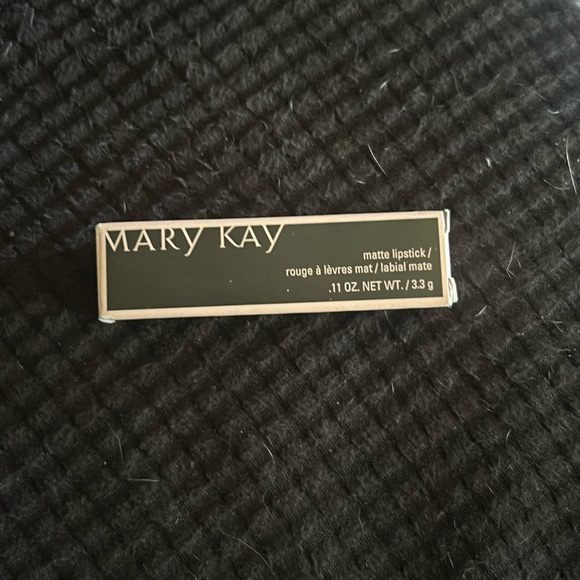 MARY KAY
matte lipstick /
rouge à lèvres mat / labial mate
.11 OZ. NET WT. / 3.3 g